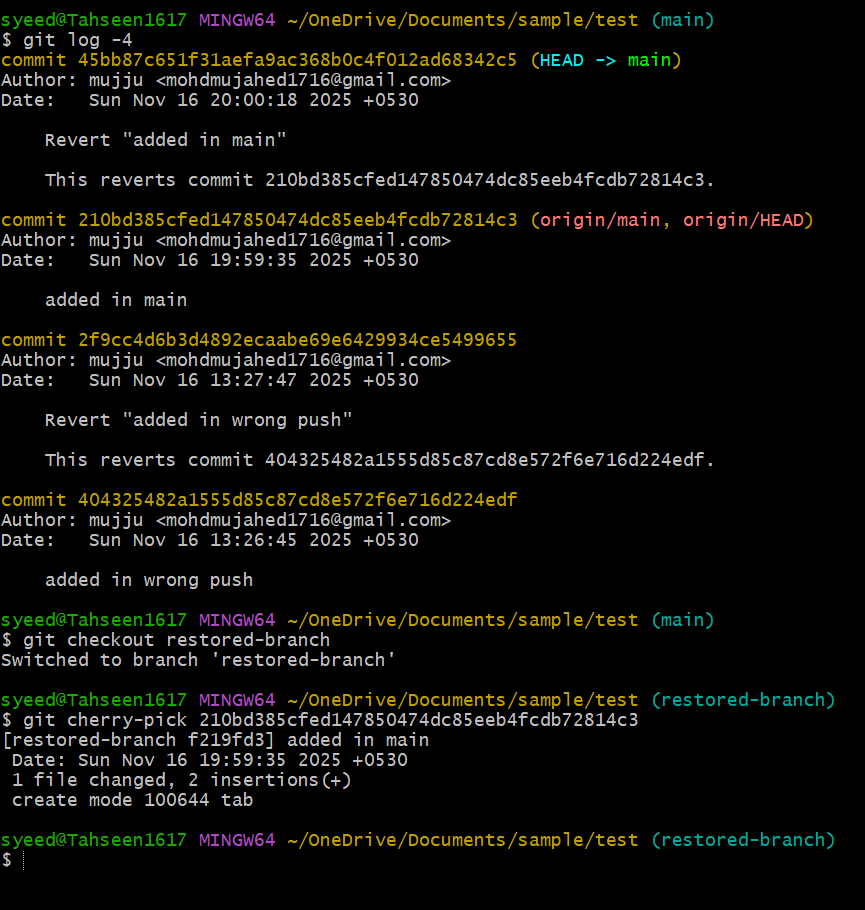 syeed@Tahseen1617 MINGW64 ~/OneDrive/Documents/sample/test (main)
$ git log -4
commit 45bb87c651f31aefa9ac368b0c4f012ad68342c5 (HEAD -> main)
Author: mujju <mohdmujahed1716@gmail.com>
Date:   Sun Nov 16 20:00:18 2025 +0530
    Revert "added in main"
    This reverts commit 210bd385cfed147850474dc85eeb4fcdb72814c3.
commit 210bd385cfed147850474dc85eeb4fcdb72814c3 (origin/main, origin/HEAD)
Author: mujju <mohdmujahed1716@gmail.com>
Date:   Sun Nov 16 19:59:35 2025 +0530
    added in main
commit 2f9cc4d6b3d4892ecaabe69e6429934ce5499655
Author: mujju <mohdmujahed1716@gmail.com>
Date:   Sun Nov 16 13:27:47 2025 +0530
    Revert "added in wrong push"
    This reverts commit 404325482a1555d85c87cd8e572f6e716d224edf.
commit 404325482a1555d85c87cd8e572f6e716d224edf
Author: mujju <mohdmujahed1716@gmail.com>
Date:   Sun Nov 16 13:26:45 2025 +0530
    added in wrong push
syeed@Tahseen1617 MINGW64 ~/OneDrive/Documents/sample/test (main)
$ git checkout restored-branch
Switched to branch 'restored-branch'
syeed@Tahseen1617 MINGW64 ~/OneDrive/Documents/sample/test (restored-branch)
$ git cherry-pick 210bd385cfed147850474dc85eeb4fcdb72814c3
[restored-branch f219fd3] added in main
 Date: Sun Nov 16 19:59:35 2025 +0530
 1 file changed, 2 insertions(+)
 create mode 100644 tab
syeed@Tahseen1617 MINGW64 ~/OneDrive/Documents/sample/test (restored-branch)
$